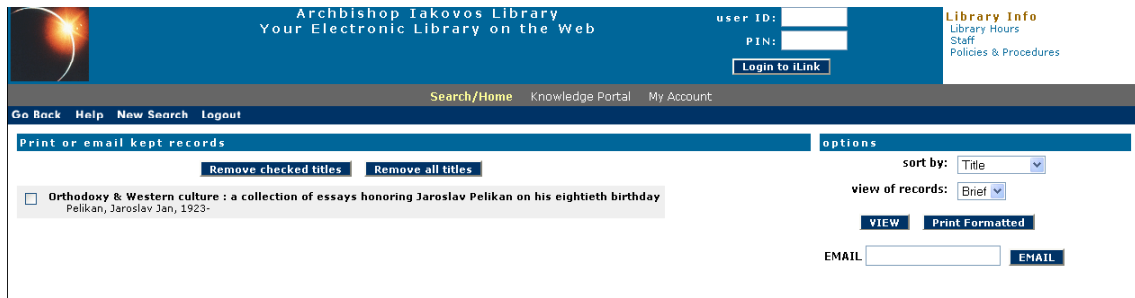 Archbishop Iakovos Library
Your Electronic Library on the Web
user ID:
PIN:
Login to iLink
Library Info
Library Hours
Staff
Policies & Procedures
Search/Home Knowledge Portal My Account
Go Back Help New Search Logout
Print or email kept records
Remove checked titles Remove all titles
Orthodoxy & Western culture : a collection of essays honoring Jaroslav Pelikan on his eightieth birthday
Pelikan, Jaroslav Jan, 1923-
options
sort by: Title
view of records: Brief
VIEW Print Formatted
EMAIL EMAIL